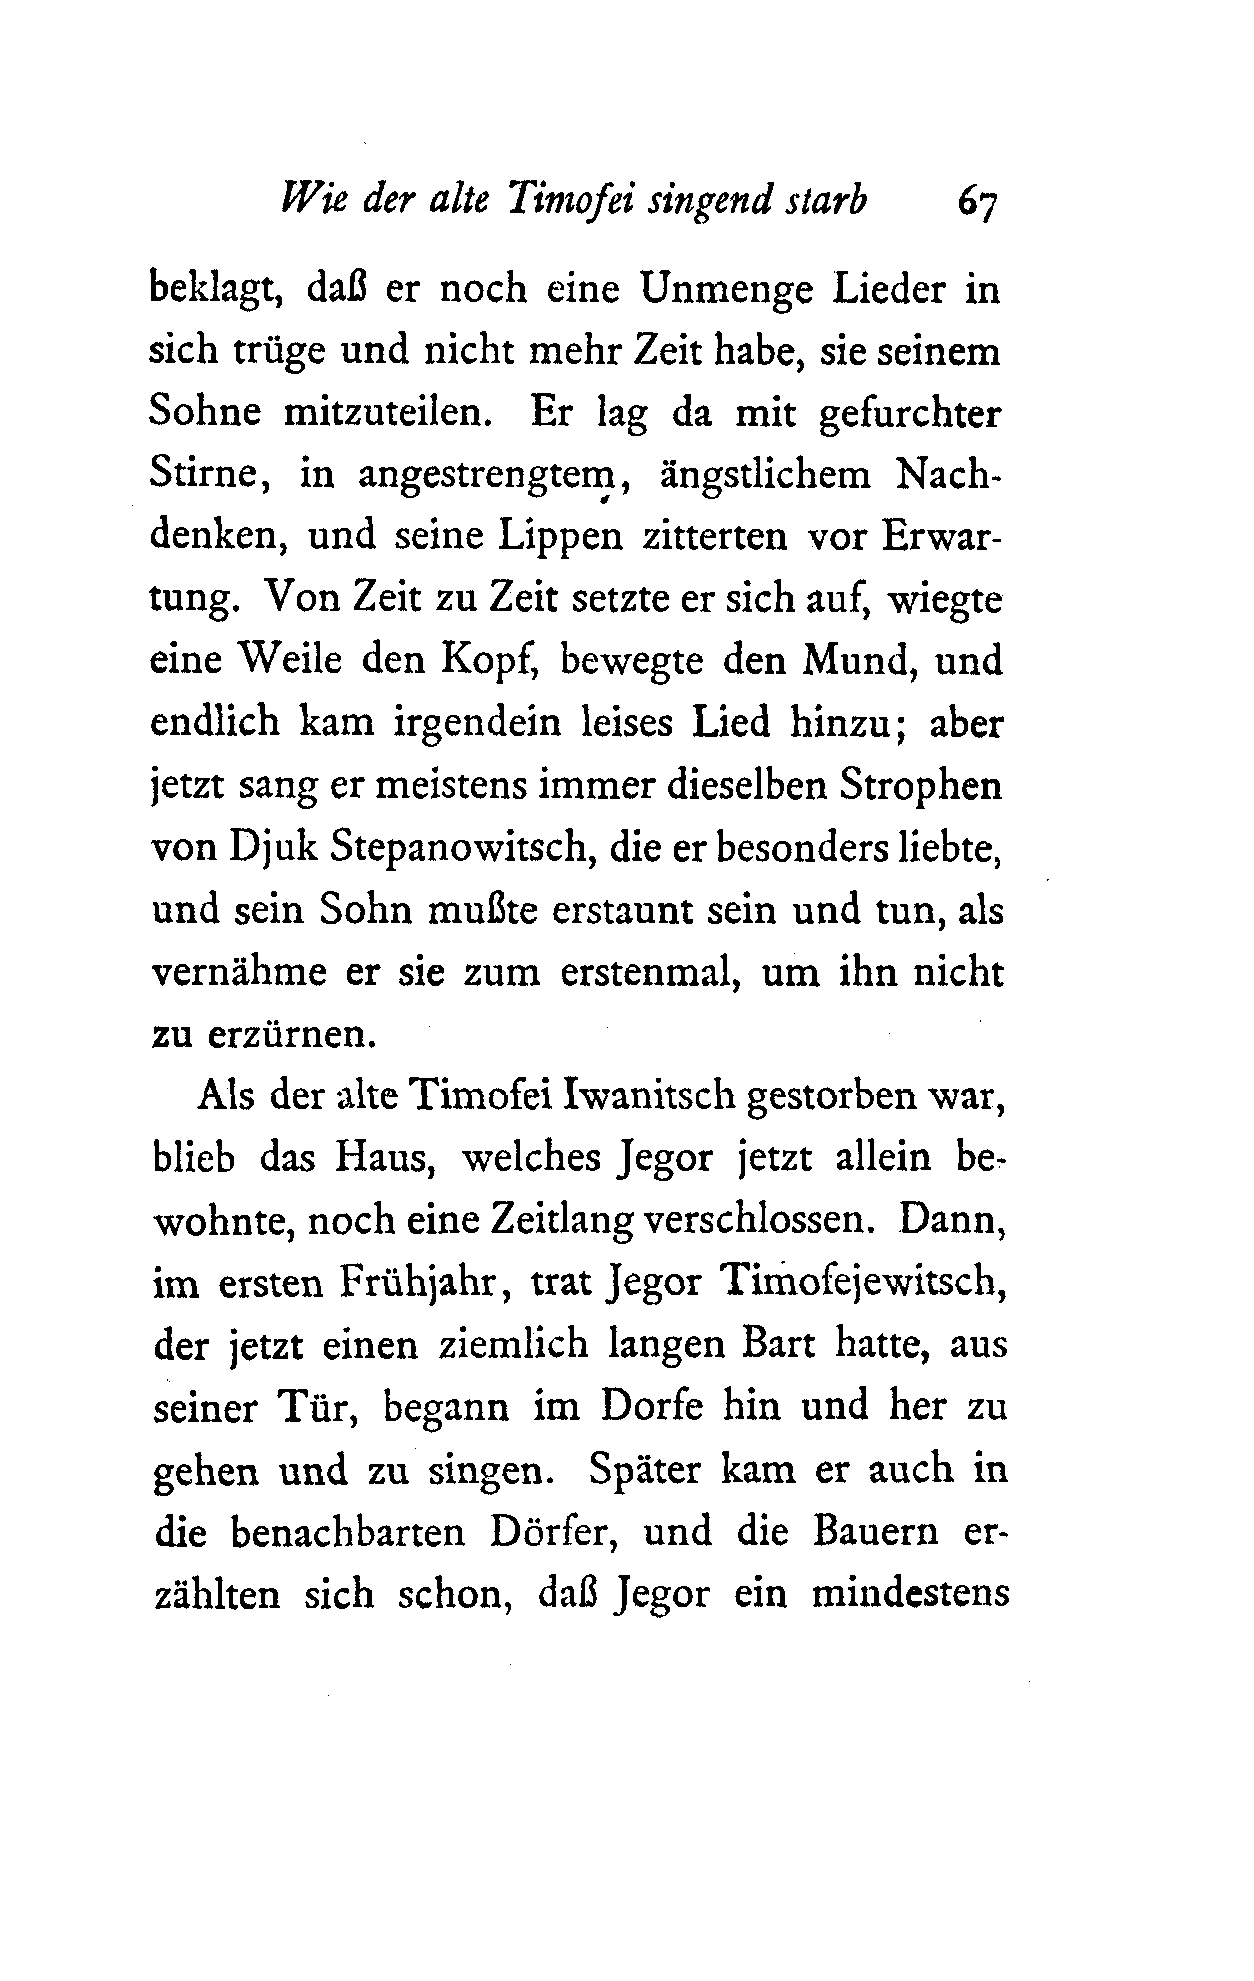 Wie der alte Timofei singend starb 67
beklagt, daß er noch eine Unmenge Lieder in
sich trüge und nicht mehr Zeit habe, sie seinem
Sohne mitzuteilen. Er lag da mit gefurchter
Stirne, in angestrengtem, ängstlichem Nach-
denken, und seine Lippen zitterten vor Erwar-
tung. Von Zeit zu Zeit setzte er sich auf, wiegte
eine Weile den Kopf, bewegte den Mund, und
endlich kam irgendein leises Lied hinzu; aber
jetzt sang er meistens immer dieselben Strophen
von Djuk Stepanowitsch, die er besonders liebte,
und sein Sohn mußte erstaunt sein und tun, als
vernähme er sie zum erstenmal, um ihn nicht
zu erzürnen.
Als der alte Timofei Iwanitsch gestorben war,
blieb das Haus, welches Jegor jetzt allein be-
wohnte, noch eine Zeitlang verschlossen. Dann,
im ersten Frühjahr, trat Jegor Timofejewitsch,
der jetzt einen ziemlich langen Bart hatte, aus
seiner Tür, begann im Dorfe hin und her zu
gehen und zu singen. Später kam er auch in
die benachbarten Dörfer, und die Bauern er-
zählten sich schon, daß Jegor ein mindestens